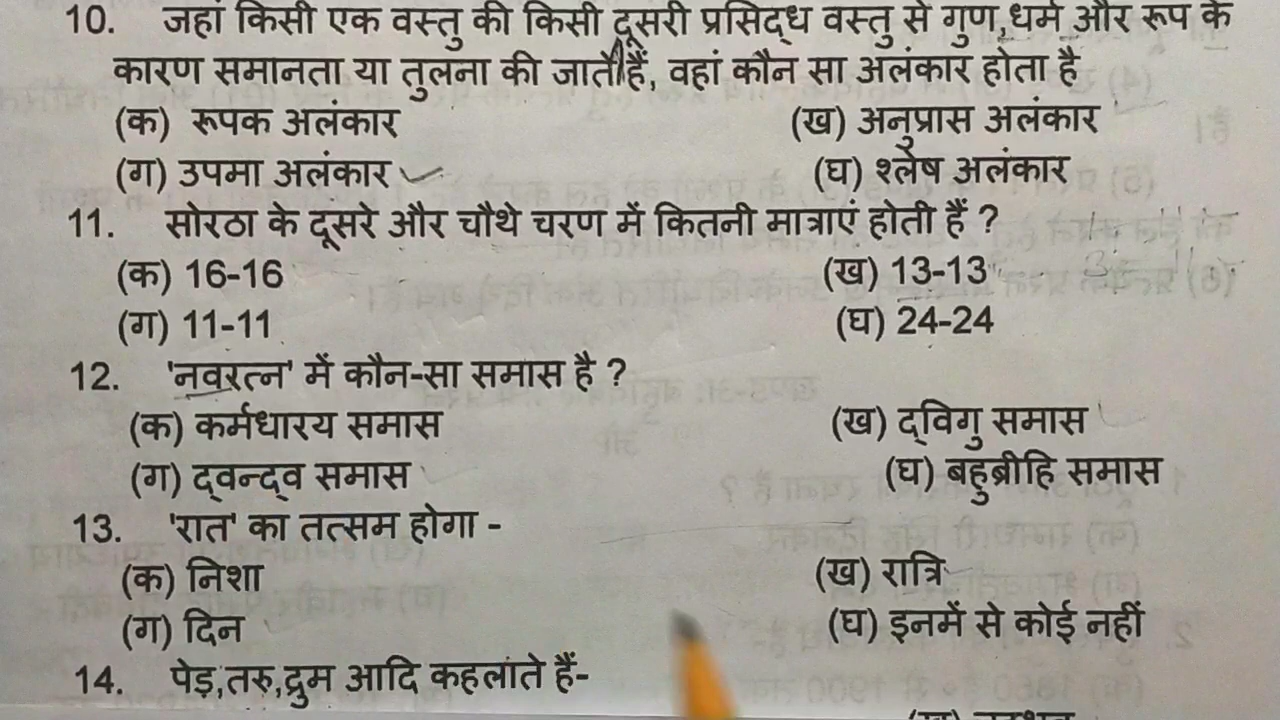 10. जहां किसी एक वस्तु की किसी दूसरी प्रसिद्ध वस्तु से गुण, धर्म और रूप के
कारण समानता या तुलना की जाती हैं, वहां कौन सा अलंकार होता है
(क) रूपक अलंकार (ख) अनुप्रास अलंकार
(ग) उपमा अलंकार (घ) श्लेष अलंकार
11. सोरठा के दूसरे और चौथे चरण में कितनी मात्राएं होती हैं ?
(क) 16-16 (ख) 13-13
(ग) 11-11 (घ) 24-24
12. 'नवरत्न' में कौन-सा समास है ?
(क) कर्मधारय समास (ख) द्विगु समास
(ग) द्वन्द्व समास (घ) बहुब्रीहि समास
13. 'रात' का तत्सम होगा -
(क) निशा (ख) रात्रि
(ग) दिन (घ) इनमें से कोई नहीं
14. पेड़,तरु,द्रुम आदि कहलाते हैं-